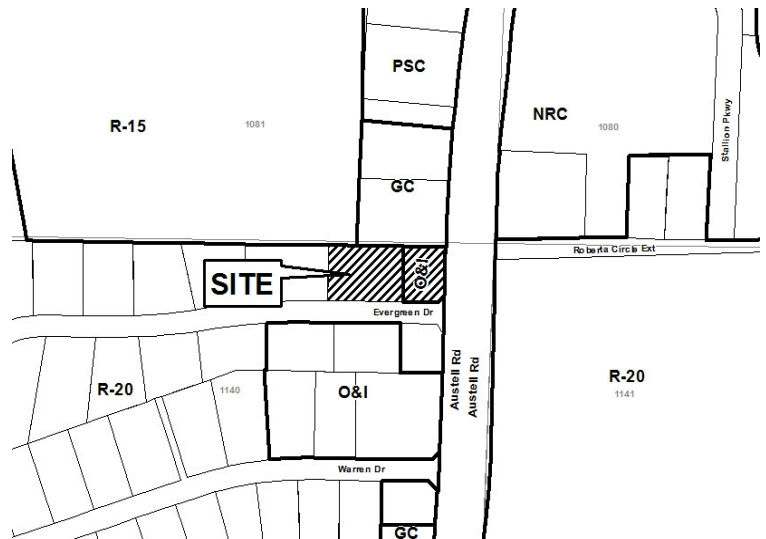 PSC
R-15
1081
NRC
1080
Stallion Pkwy
GC
Roberta Circle Ext
SITE
O&I
Evergreen Dr
Austell Rd
Austell Rd
R-20
1140
O&I
R-20
1141
Warren Dr
GC